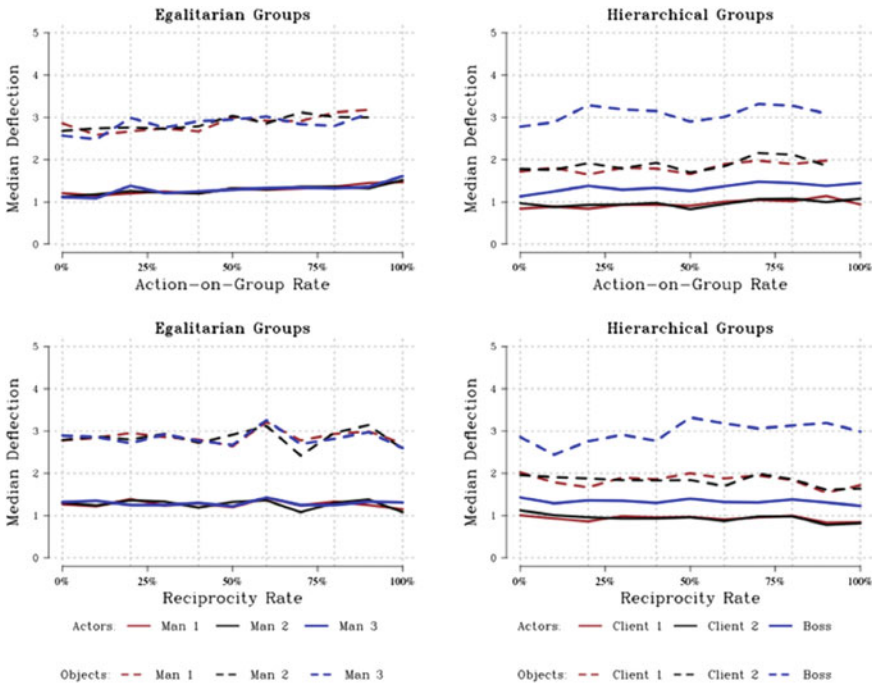 Egalitarian Groups
Median Deflection
5
4
3
2
1
0
0% 25% 50% 75% 100%
Action-on-Group Rate
Hierarchical Groups
Median Deflection
5
4
3
2
1
0
0% 25% 50% 75% 100%
Action-on-Group Rate
Egalitarian Groups
Median Deflection
5
4
3
2
1
0
0% 25% 50% 75% 100%
Reciprocity Rate
Hierarchical Groups
Median Deflection
5
4
3
2
1
0
0% 25% 50% 75% 100%
Reciprocity Rate
Actors: Man 1 Man 2 Man 3
Objects: Man 1 Man 2 Man 3
Actors: Client 1 Client 2 Boss
Objects: Client 1 Client 2 Boss